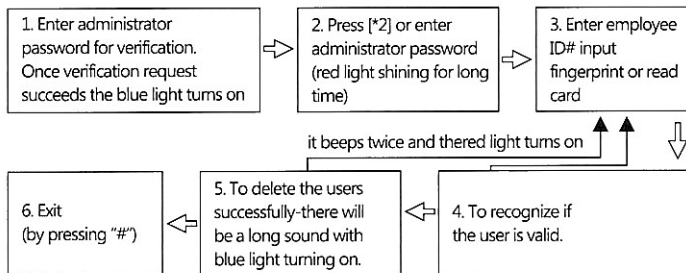 1. Enter administrator
password for verification.
Once verification request
succeeds the blue light turns on
2. Press [*2] or enter
administrator password
(red light shining for long
time)
3. Enter employee
ID# input
fingerprint or read
card
it beeps twice and thered light turns on
4. To recognize if
the user is valid.
5. To delete the users
successfully-there will
be a long sound with
blue light turning on.
6. Exit
(by pressing "#")